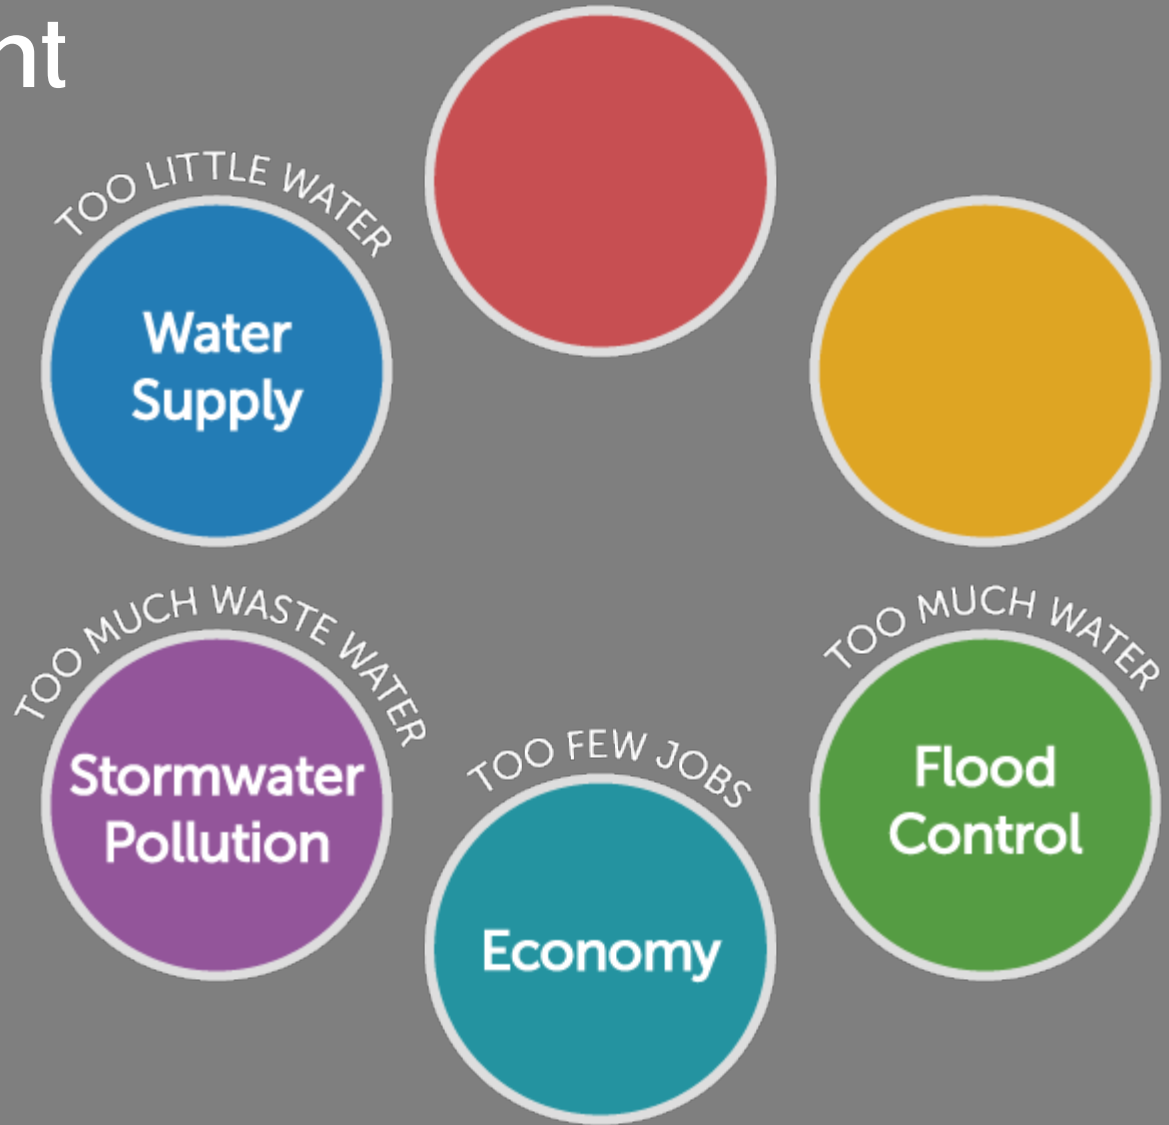 nt
TOO LITTLE WATER
Water
Supply
TOO MUCH WASTE WATER
Stormwater
Pollution
TOO FEW JOBS
Economy
TOO MUCH WATER
Flood
Control